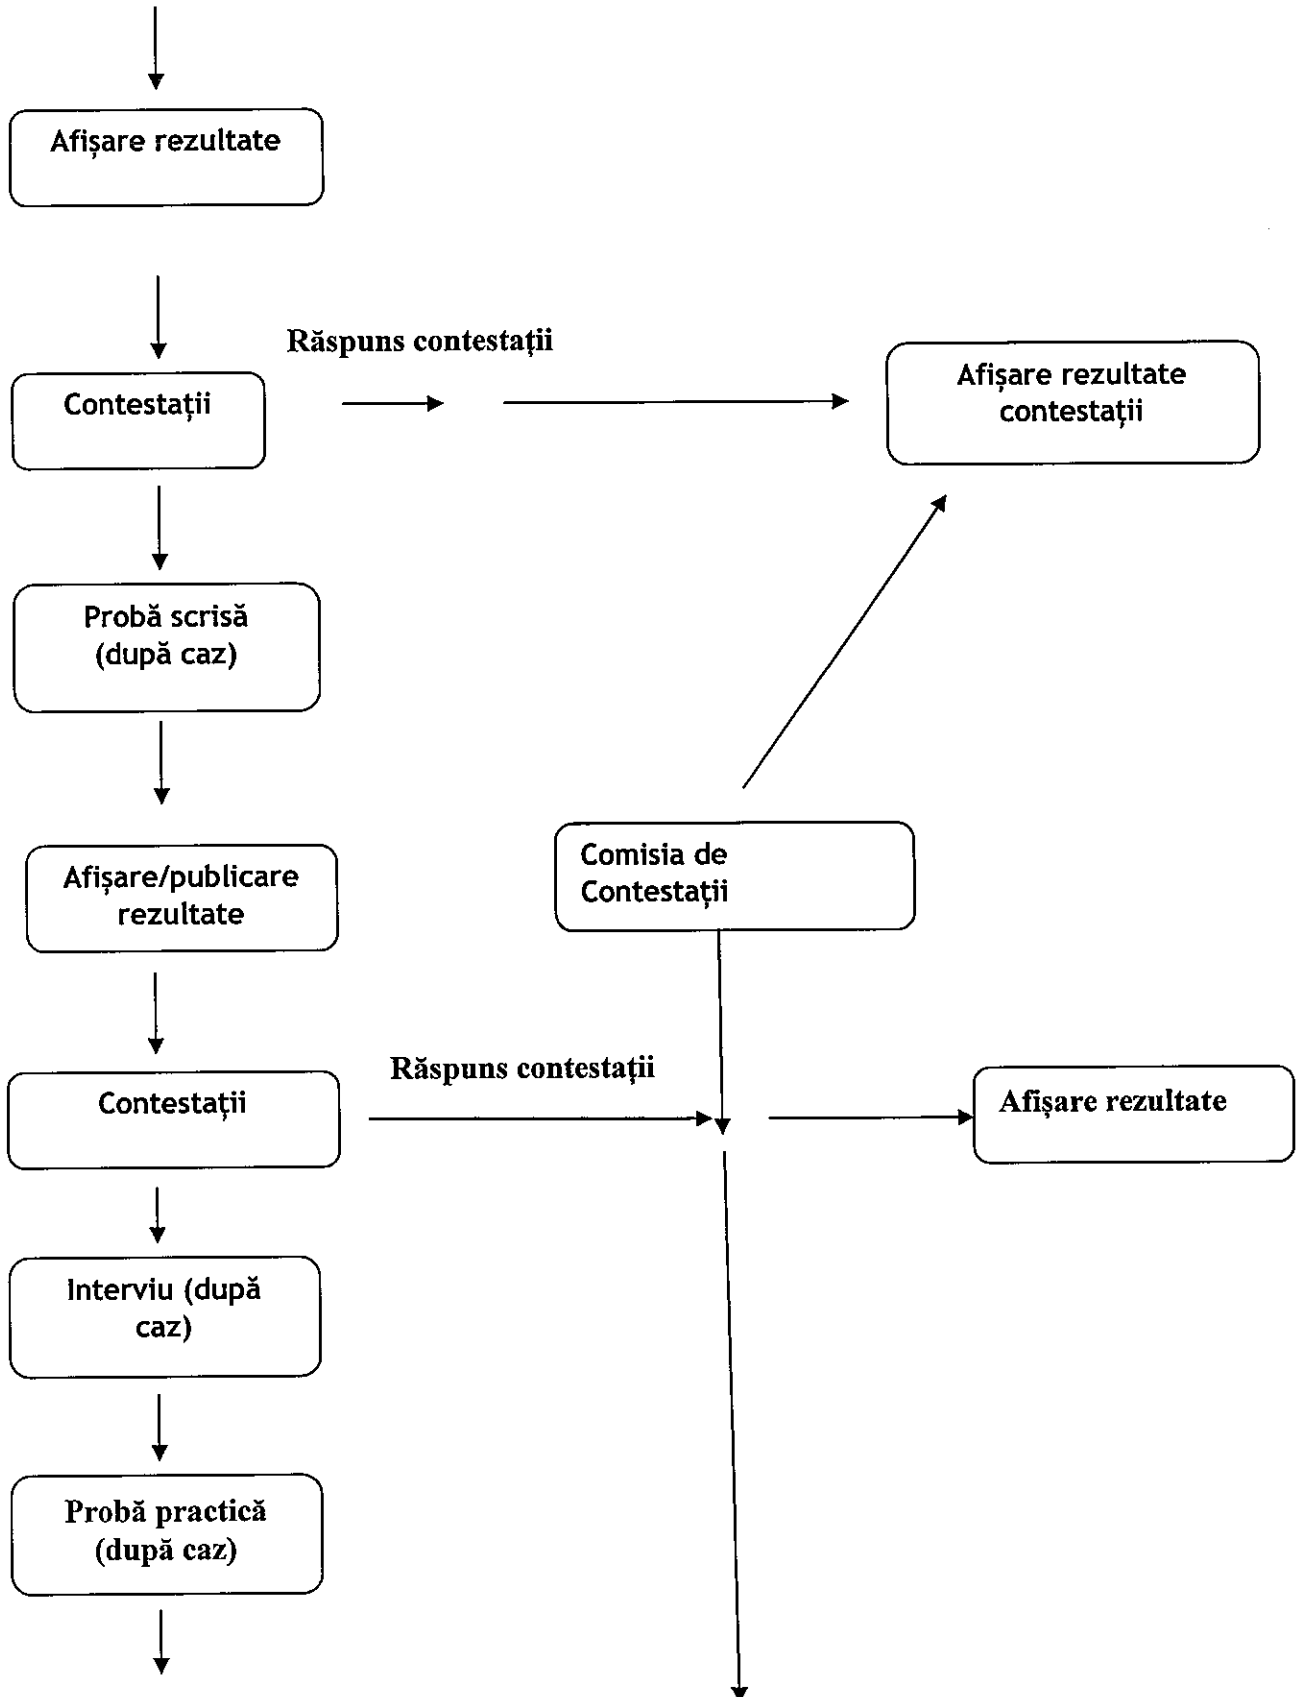 Afișare rezultate
Răspuns contestații
Contestații
Afișare rezultate
contestații
Probă scrisă
(după caz)
Afișare/publicare
rezultate
Comisia de
Contestații
Răspuns contestații
Contestații
Afișare rezultate
Interviu (după
caz)
Probă practică
(după caz)